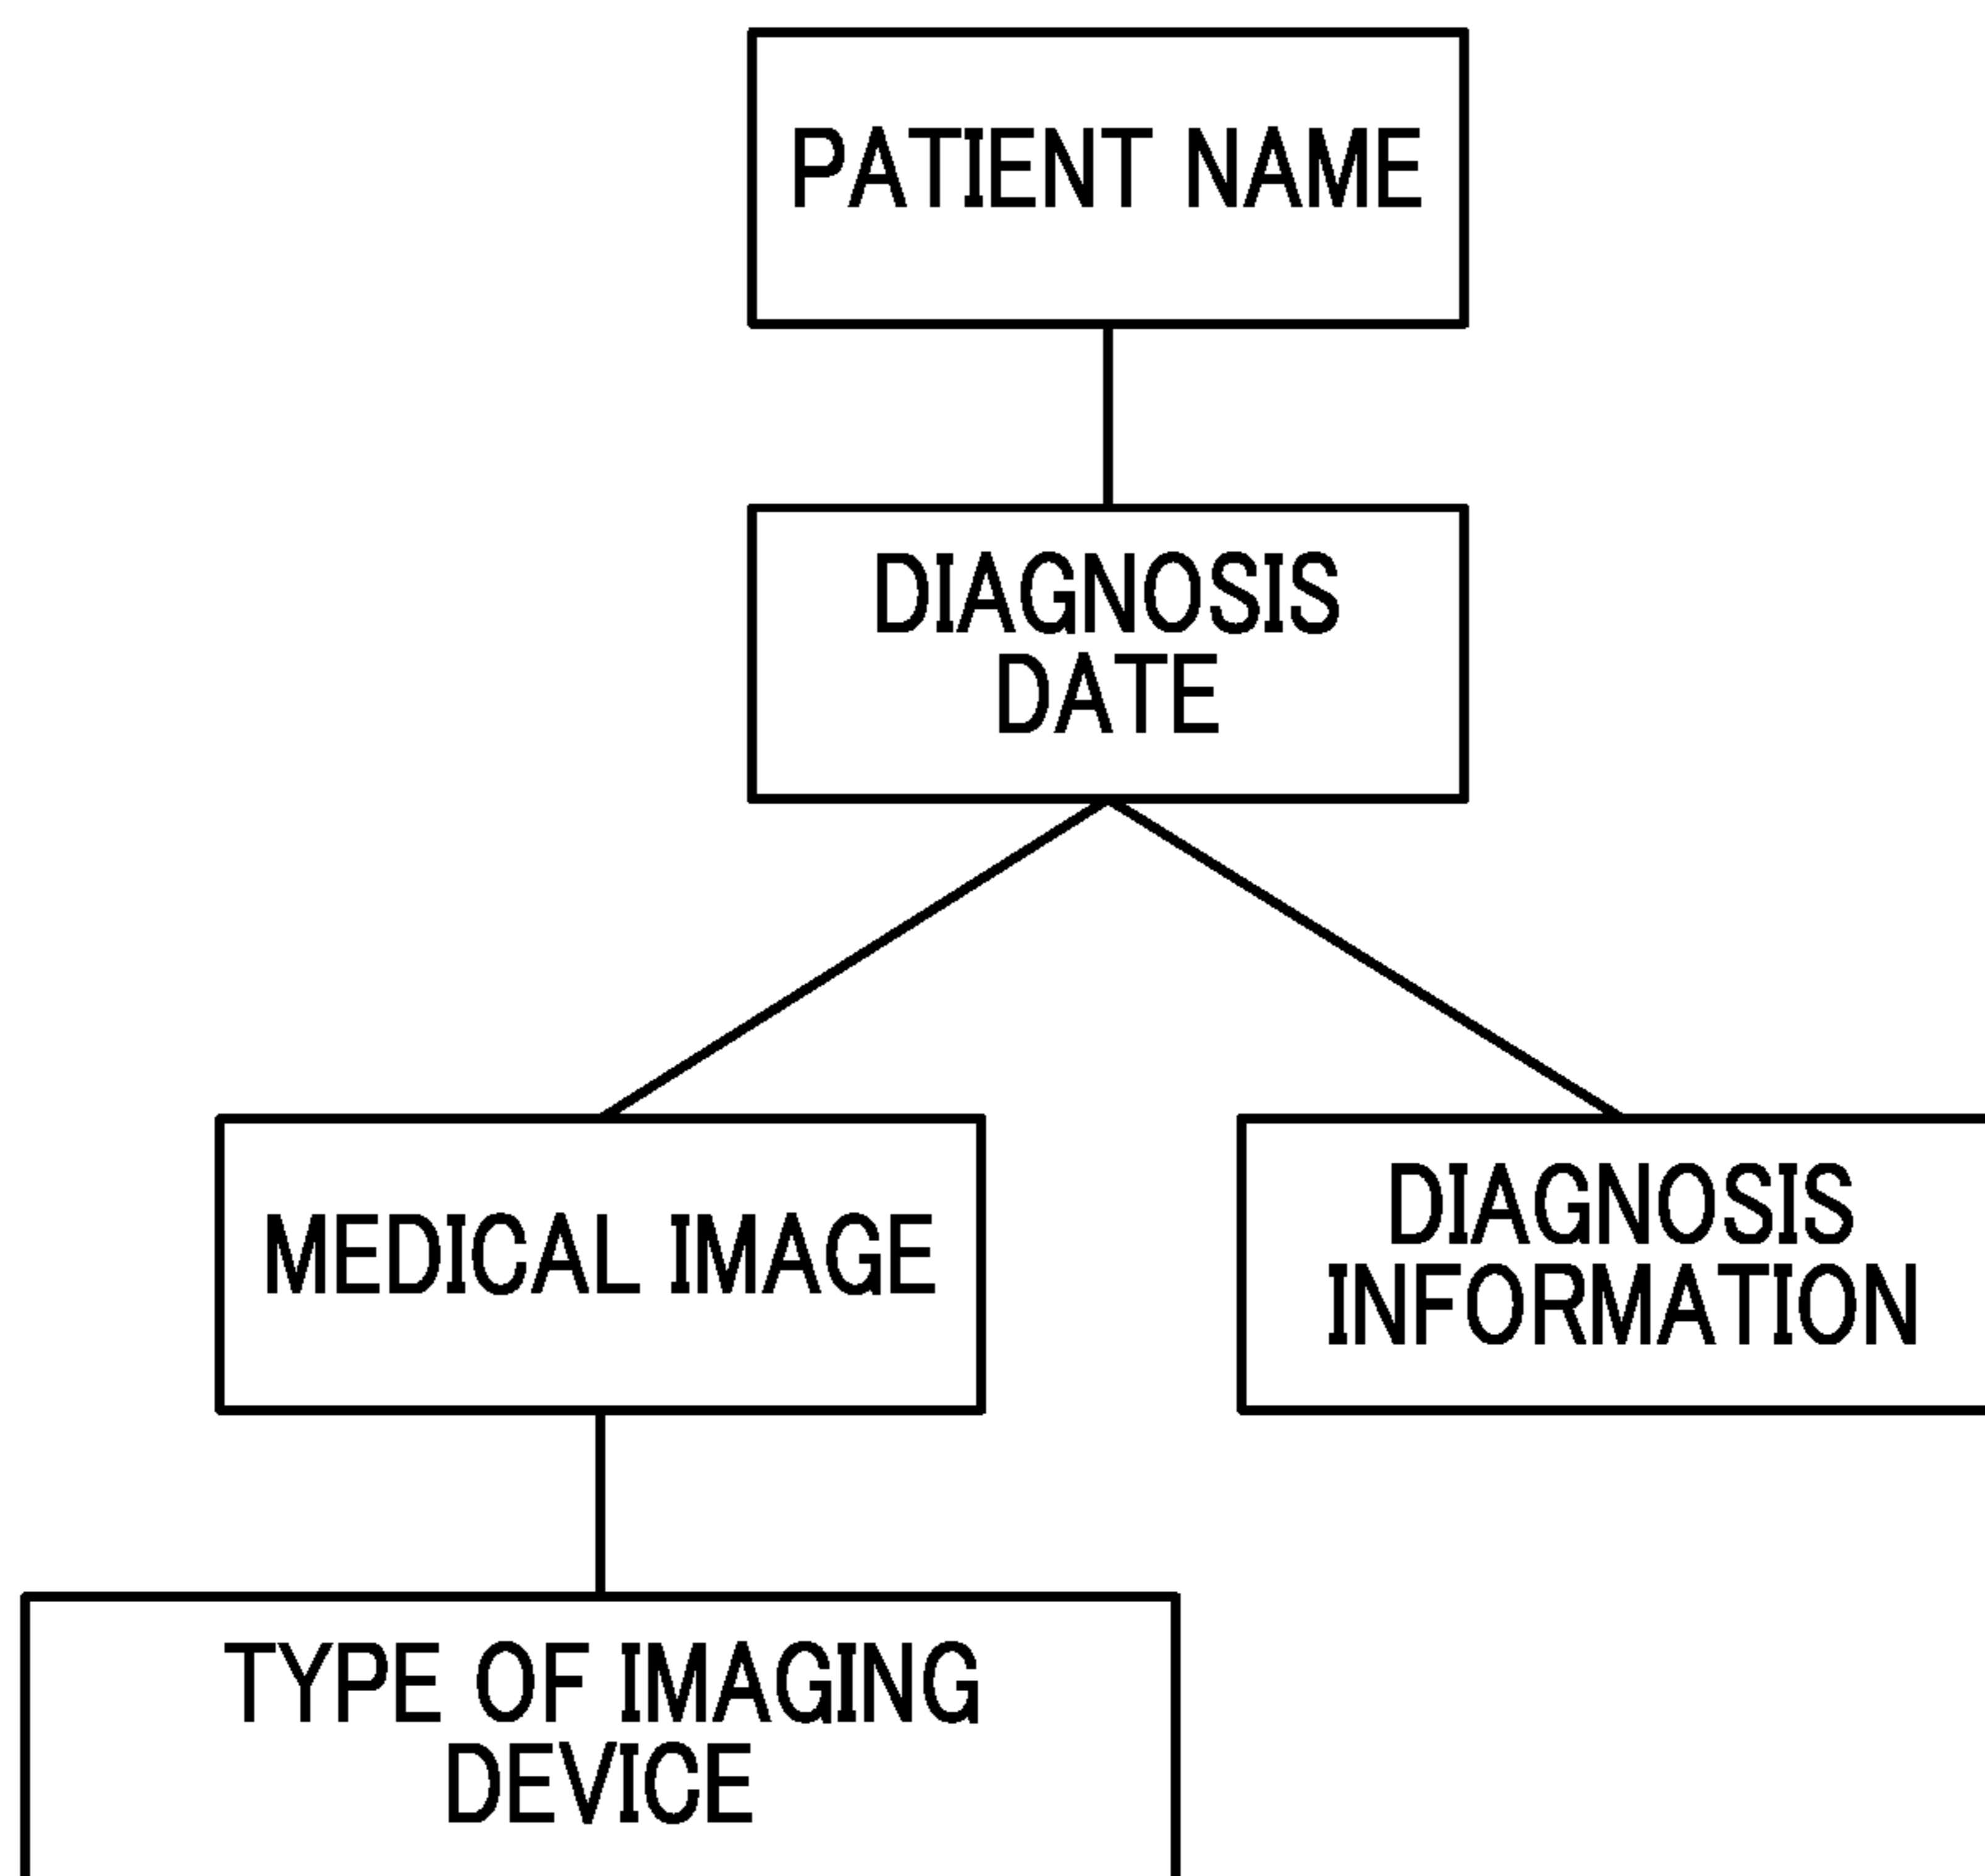 PATIENT NAME
DIAGNOSIS
DATE
MEDICAL IMAGE
DIAGNOSIS
INFORMATION
TYPE OF IMAGING
DEVICE